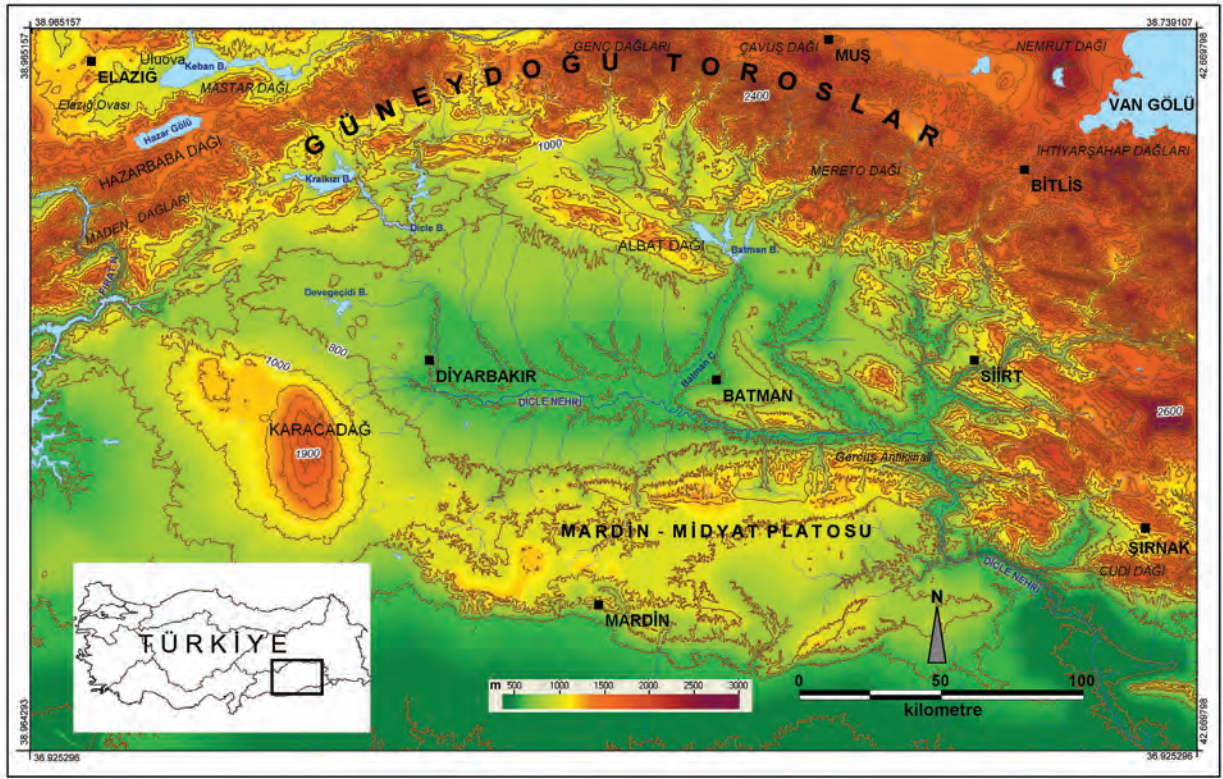 38.965157
38.739107
38.965157
42.669798
Uluova
ELAZIĞ
Keban B.
Elazığ Ovası
MASTAR DAĞI
GENÇ DAĞLARI
ÇAVUŞ DAĞI
MUŞ
NEMRUT DAĞI
VAN GÖLÜ
GÜNEYDOĞU TOROSLAR
2400
Hazar Gölü
HAZARBABA DAĞI
1000
İHTİYARŞAHAP DAĞLARI
MERETO DAĞI
BİTLİS
Kralkızı B.
MADEN DAĞLARI
Dicle B.
ALBAT DAĞI
Batman B.
FIRAT N.
Devegeçidi B.
1000
800
DİYARBAKIR
Batman Ç.
BATMAN
SİİRT
DİCLE NEHRİ
2600
KARACADAĞ
1900
Gercüş Antiklinali
MARDİN - MİDYAT PLATOSU
ŞIRNAK
DİCLE NEHRİ
CUDİ DAĞI
MARDİN
N
TÜRKİYE
m 500 1000 1500 2000 2500 3000
0 50 100
kilometre
38.964293
42.669798
36.925296
36.925296